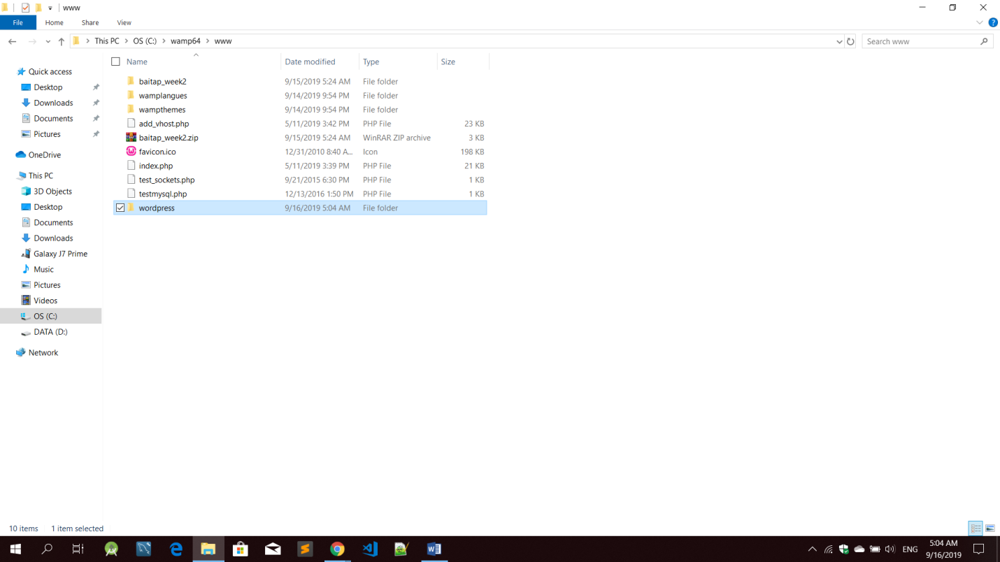 www
File Home Share View
This PC OS (C:) wamp64 www Search www
Name Date modified Type Size
Quick access
Desktop
Downloads
Documents
Pictures
OneDrive
This PC
3D Objects
Desktop
Documents
Downloads
Galaxy J7 Prime
Music
Pictures
Videos
OS (C:)
DATA (D:)
Network
baitap_week2 9/15/2019 5:24 AM File folder
wamplangues 9/14/2019 9:54 PM File folder
wampthemes 9/14/2019 9:54 PM File folder
add_vhost.php 5/11/2019 3:42 PM PHP File 23 KB
baitap_week2.zip 9/15/2019 5:24 AM WinRAR ZIP archive 3 KB
favicon.ico 12/31/2010 8:40 A... Icon 198 KB
index.php 5/11/2019 3:39 PM PHP File 21 KB
test_sockets.php 9/21/2015 6:30 PM PHP File 1 KB
testmysql.php 12/13/2016 1:50 PM PHP File 1 KB
wordpress 9/16/2019 5:04 AM File folder
10 items 1 item selected
ENG
5:04 AM
9/16/2019